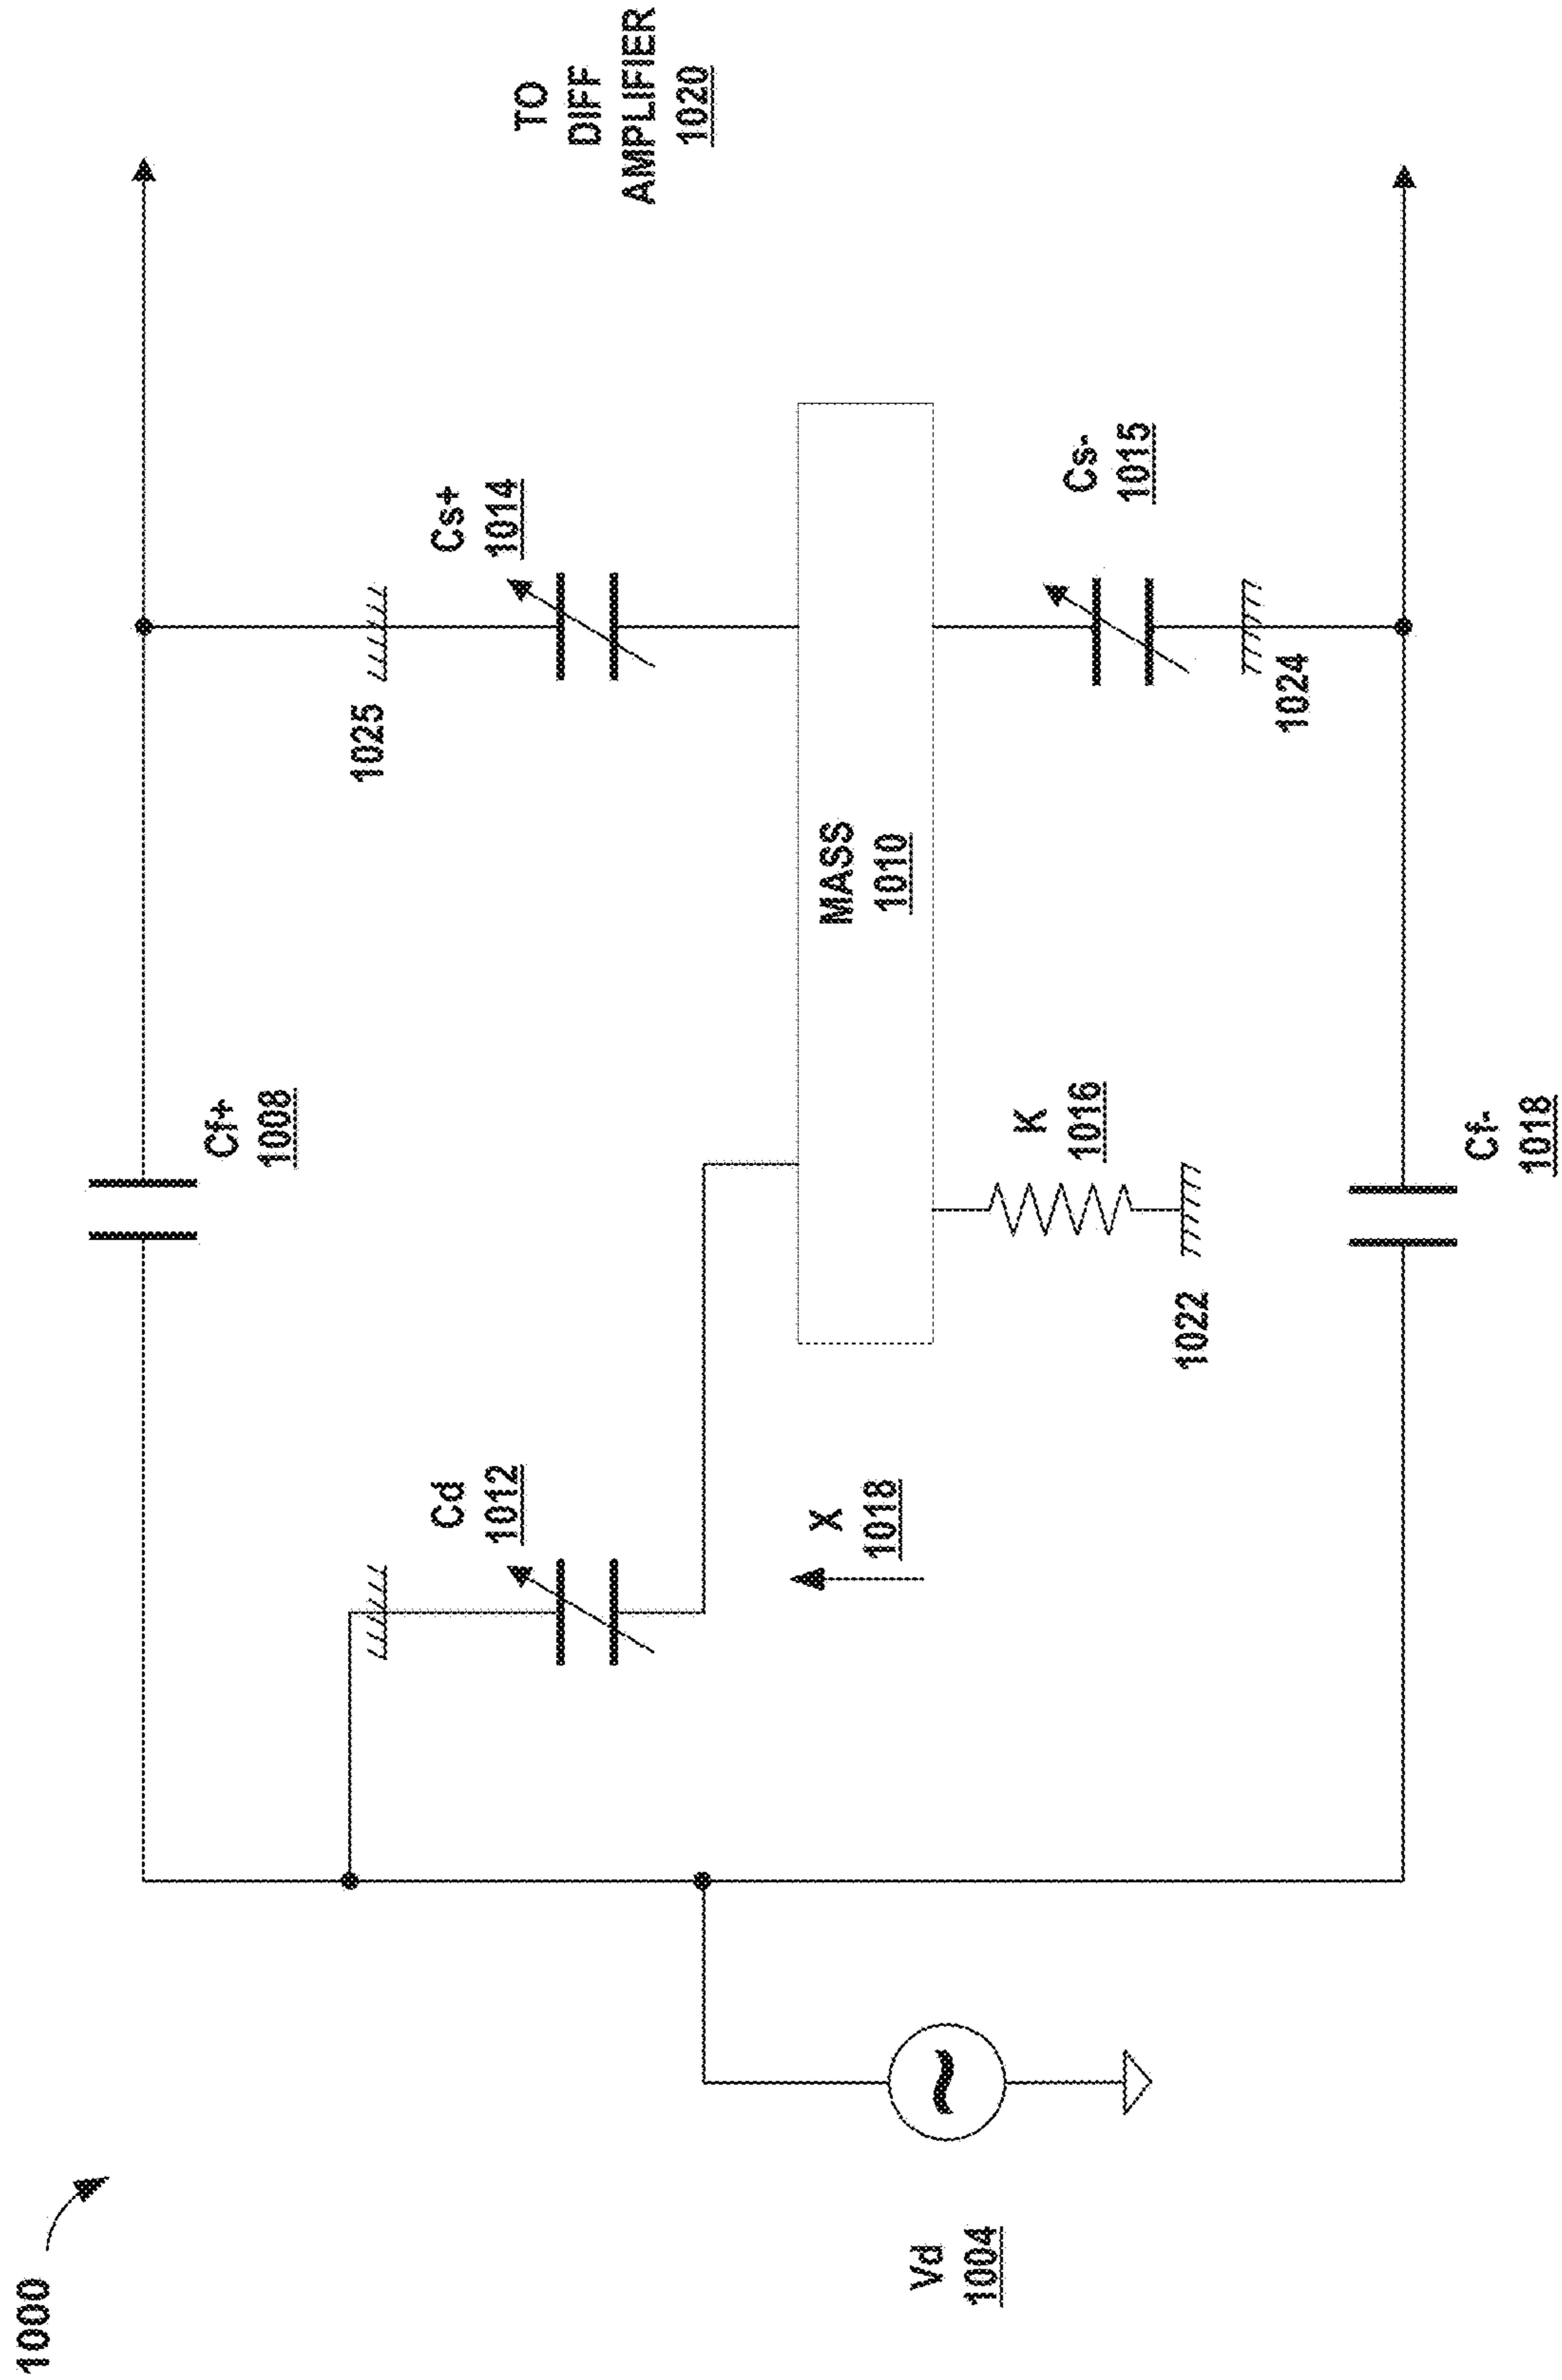 1000
Vd
1004
Cf+
1008
Cd
1012
1025
Cs+
1014
TO
DIFF
AMPLIFIER
1020
X
1018
MASS
1010
K
1016
1022
Cs-
1015
1024
Cf-
1018